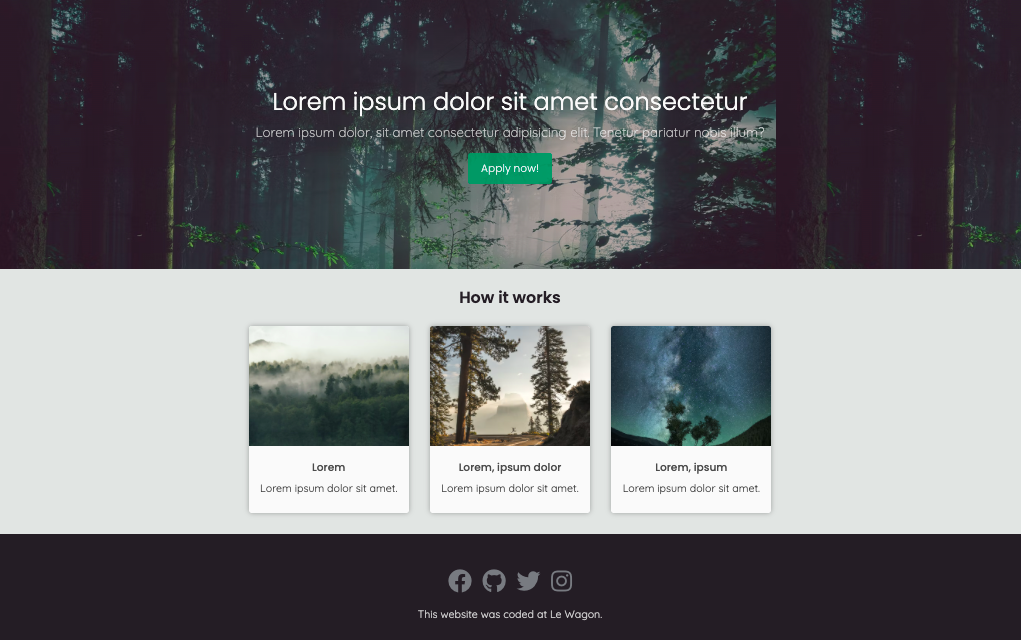 Lorem ipsum dolor sit amet consectetur
Lorem ipsum dolor, sit amet consectetur adipisicing elit. Tenetur pariatur nobis illum?
Apply now!
How it works
Lorem
Lorem ipsum dolor sit amet.
Lorem, ipsum dolor
Lorem ipsum dolor sit amet.
Lorem, ipsum
Lorem ipsum dolor sit amet.
This website was coded at Le Wagon.